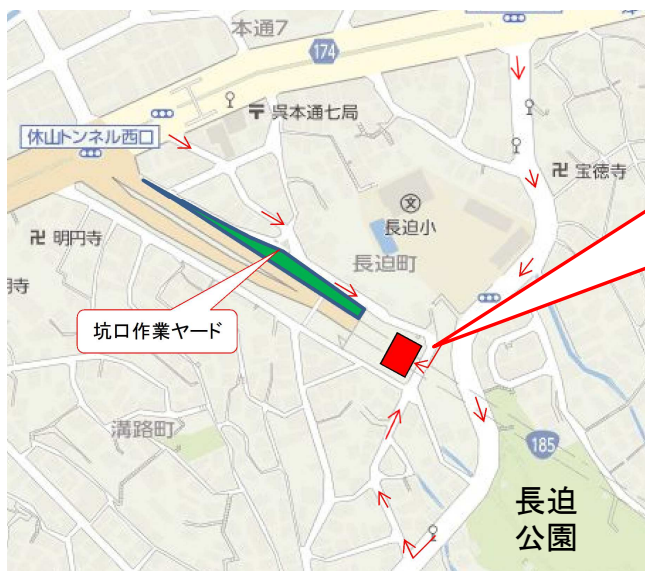 本通7
174
呉本通七局
休山トンネル西口
宝徳寺
長迫小
明円寺
長迫町
明寺
坑口作業ヤード
溝路町
185
長迫
公園